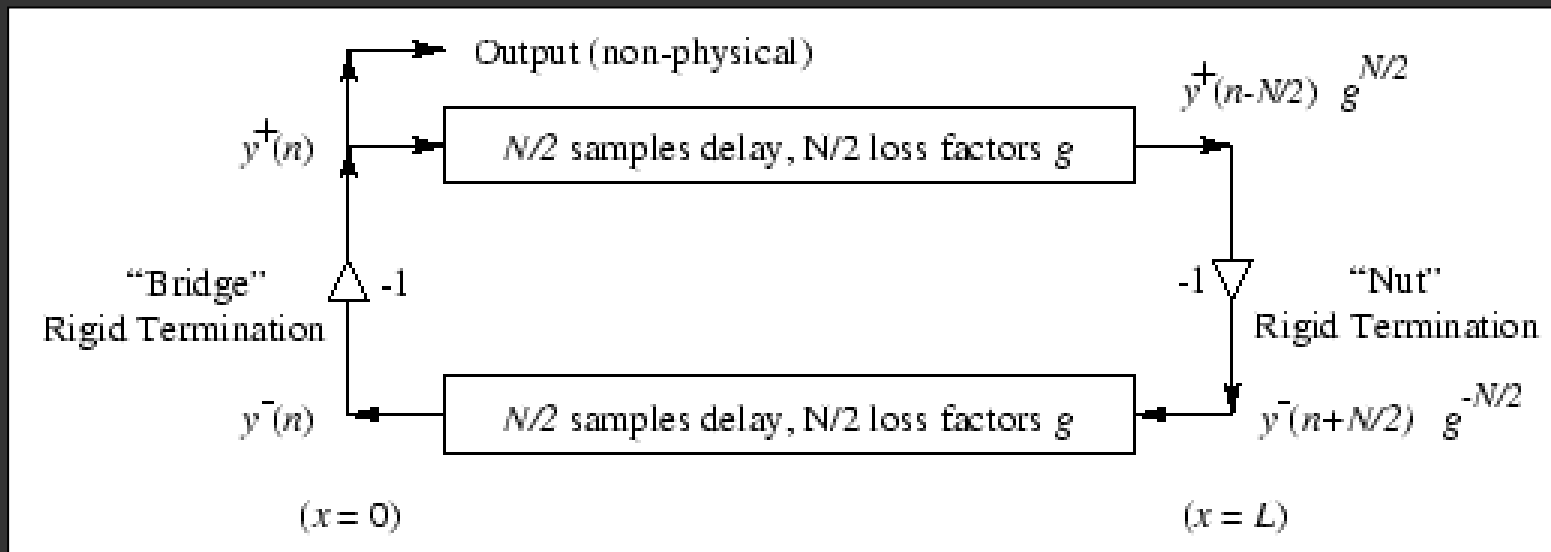 Output (non-physical)
y⁺(n-N/2) g^{N/2}
y⁺(n)
N/2 samples delay, N/2 loss factors g
“Bridge”
Rigid Termination
-1
-1
“Nut”
Rigid Termination
y⁻(n)
N/2 samples delay, N/2 loss factors g
y⁻(n+N/2) g^{-N/2}
(x = 0)
(x = L)